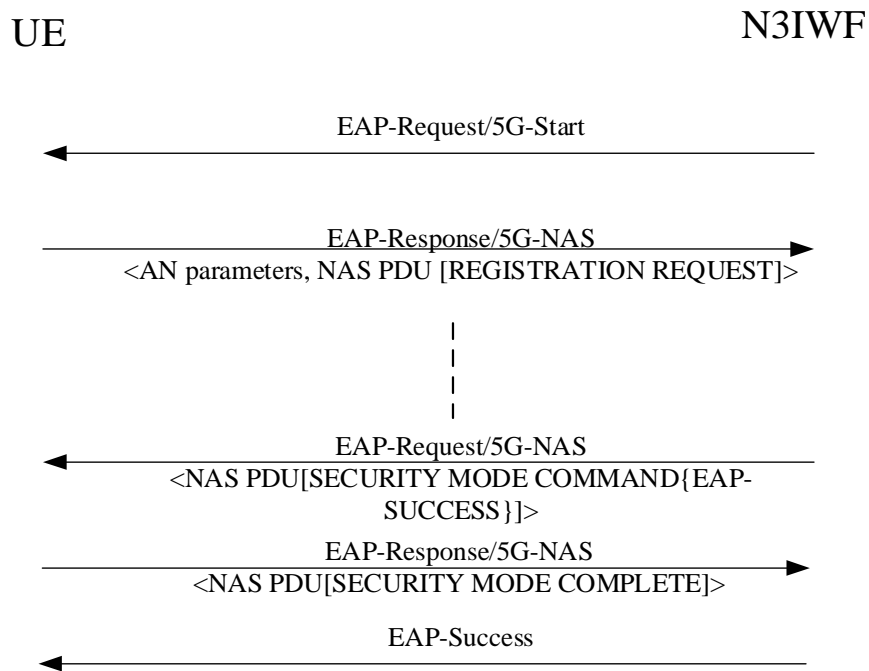 UE
N3IWF
EAP-Request/5G-Start
EAP-Response/5G-NAS
<AN parameters, NAS PDU [REGISTRATION REQUEST]>
EAP-Request/5G-NAS
<NAS PDU[SECURITY MODE COMMAND{EAP-
SUCCESS}]>
EAP-Response/5G-NAS
<NAS PDU[SECURITY MODE COMPLETE]>
EAP-Success